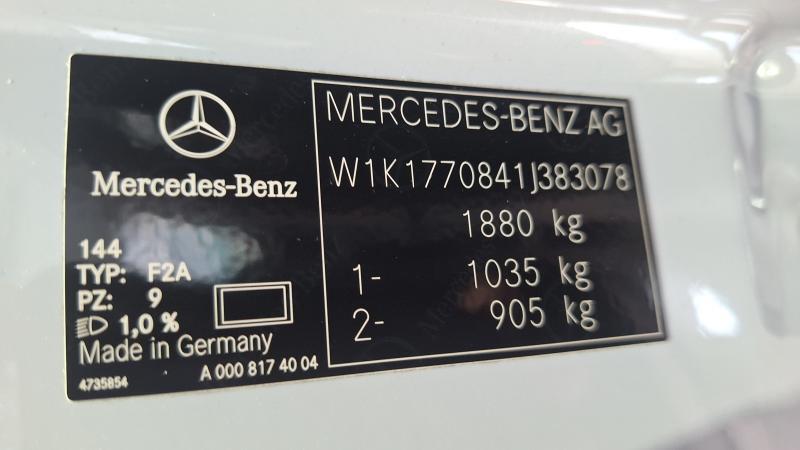 Mercedes-Benz
144
TYP: F2A
PZ: 9
1,0 %
Made in Germany
4735854
A 000 817 40 04
MERCEDES-BENZ AG
W1K1770841J383078
1880 kg
1- 1035 kg
2- 905 kg